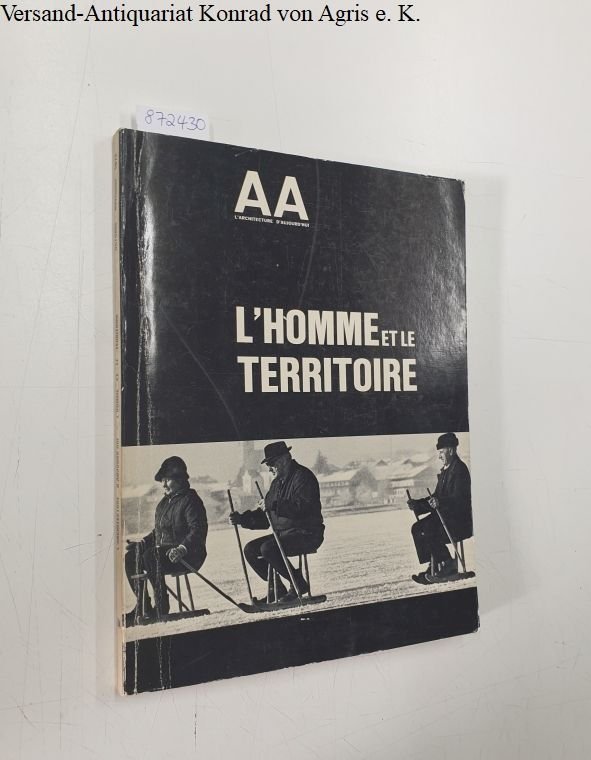 Versand-Antiquariat Konrad von Agris e. K.
872430
AA
L'ARCHITECTURE D'AUJOURD'HUI
L'HOMME ET LE
TERRITOIRE